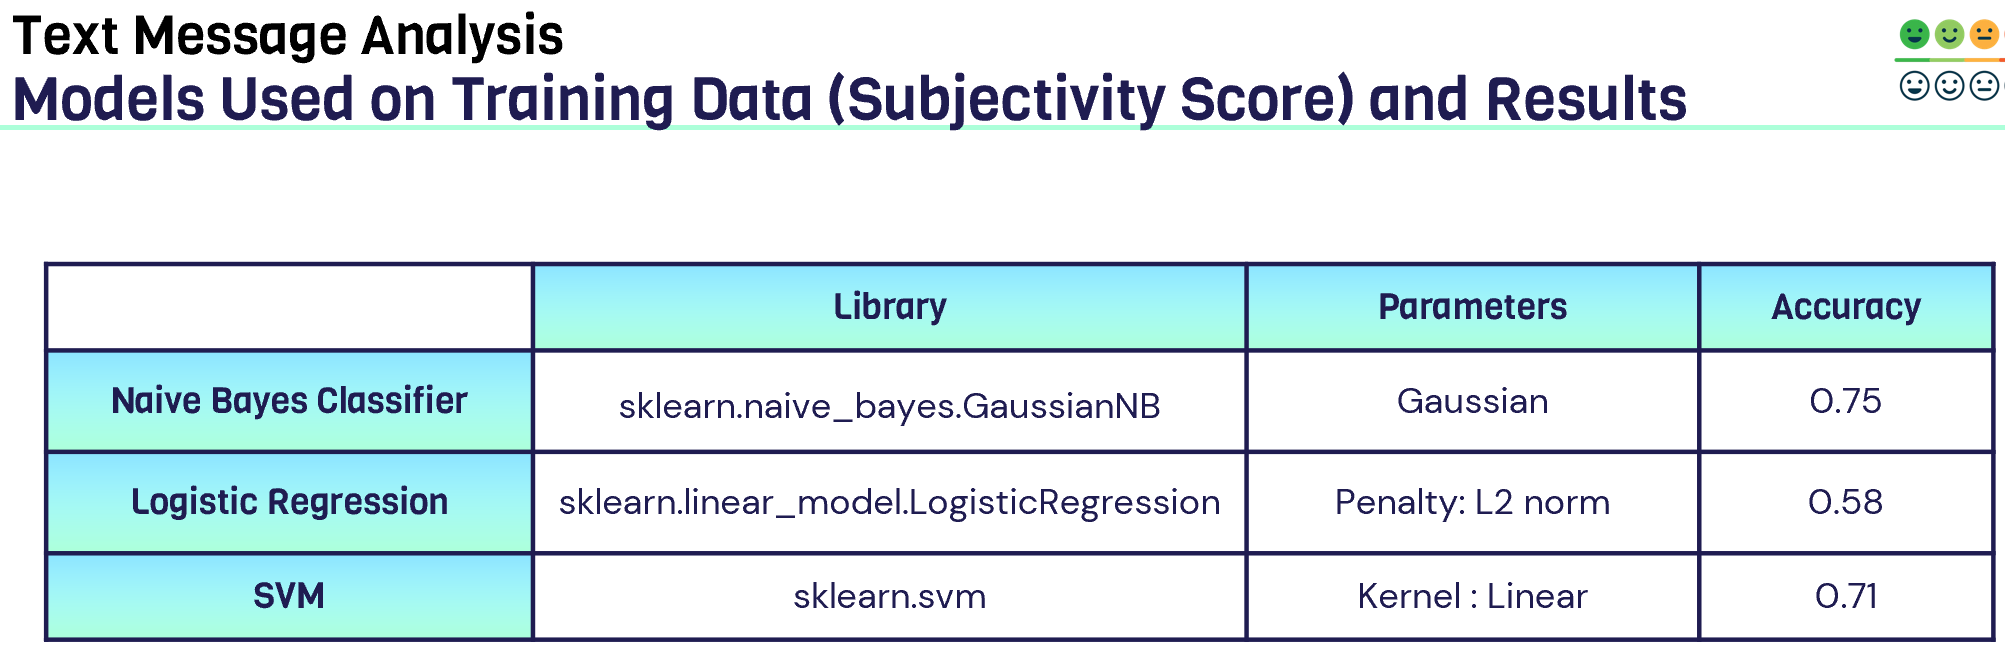 Text Message Analysis
Models Used on Training Data (Subjectivity Score) and Results
Library Parameters Accuracy
Naive Bayes Classifier sklearn.naive_bayes.GaussianNB Gaussian 0.75
Logistic Regression sklearn.linear_model.LogisticRegression Penalty: L2 norm 0.58
SVM sklearn.svm Kernel : Linear 0.71